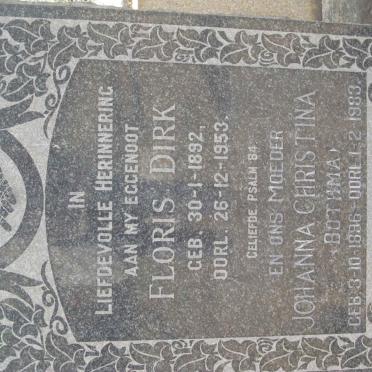 IN
LIEFDEVOLLE HERINNERING
AAN MY EGGENOOT
FLORIS DIRK
GEB. 30-1-1892.
OORL. 26-12-1953.
GELIEFDE PSALM 84
EN ONS MOEDER
JOHANNA CHRISTINA
(BOTHMA)
GEB. 3-10-1896 OORL. 1.2.1983.